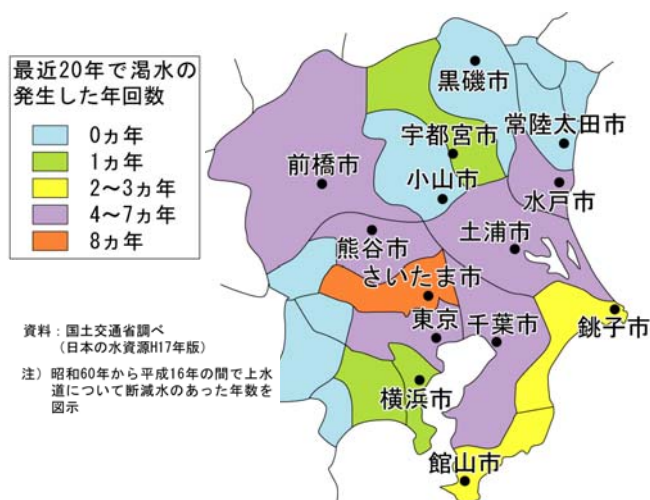 最近20年で渇水の
発生した年回数
0ヵ年
1ヵ年
2～3ヵ年
4～7ヵ年
8ヵ年
資料：国土交通省調べ
（日本の水資源H17年版）
注）昭和60年から平成16年の間で上水
道について断減水のあった年数を
図示
黒磯市
宇都宮市
常陸太田市
前橋市
小山市
水戸市
熊谷市
土浦市
さいたま市
東京
千葉市
銚子市
横浜市
館山市